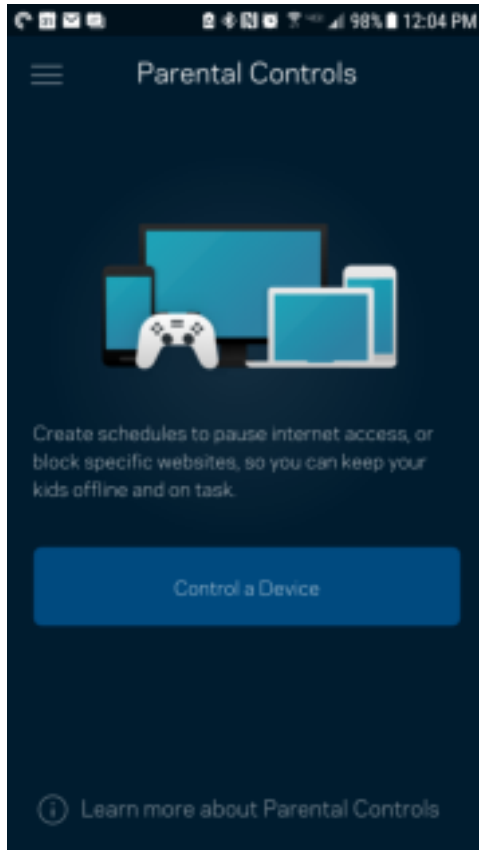 98% 12:04 PM
Parental Controls
Create schedules to pause internet access, or
block specific websites, so you can keep your
kids offline and on task.
Control a Device
Learn more about Parental Controls